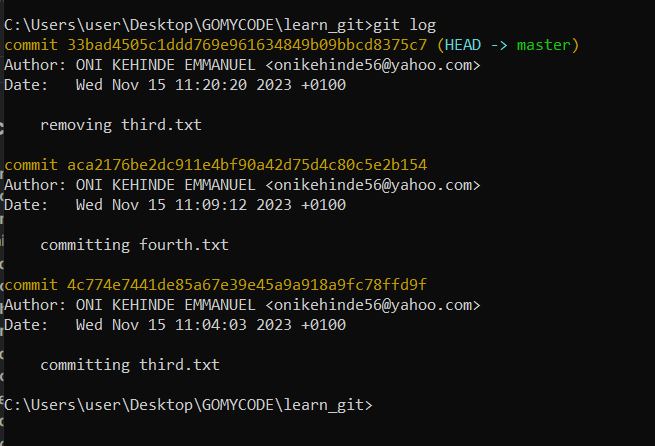 C:\Users\user\Desktop\GOMYCODE\learn_git>git log
commit 33bad4505c1ddd769e961634849b09bbcd8375c7 (HEAD -> master)
Author: ONI KEHINDE EMMANUEL <onikehinde56@yahoo.com>
Date:   Wed Nov 15 11:20:20 2023 +0100
    removing third.txt
commit aca2176be2dc911e4bf90a42d75d4c80c5e2b154
Author: ONI KEHINDE EMMANUEL <onikehinde56@yahoo.com>
Date:   Wed Nov 15 11:09:12 2023 +0100
    committing fourth.txt
commit 4c774e7441de85a67e39e45a9a918a9fc78ffd9f
Author: ONI KEHINDE EMMANUEL <onikehinde56@yahoo.com>
Date:   Wed Nov 15 11:04:03 2023 +0100
    committing third.txt
C:\Users\user\Desktop\GOMYCODE\learn_git>